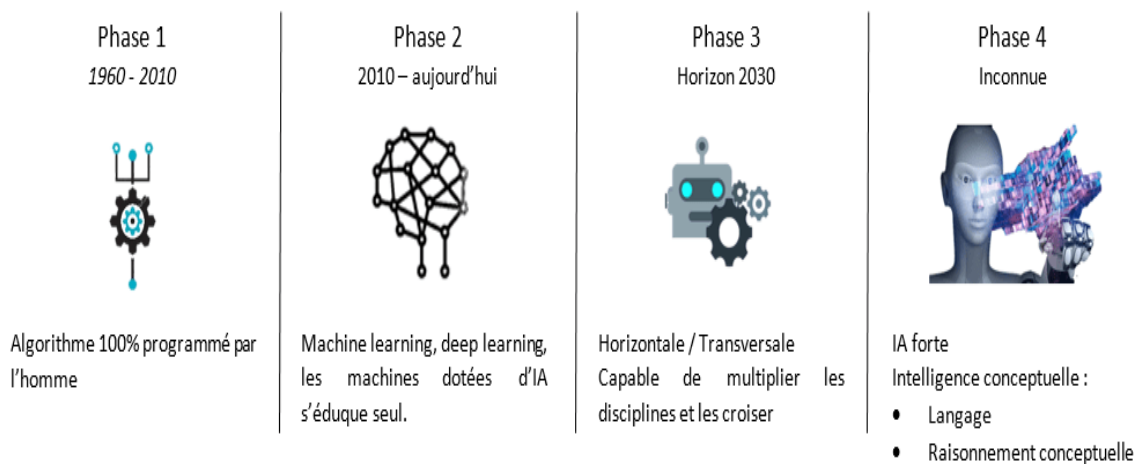 Phase 1
1960 - 2010
Algorithme 100% programmé par
l'homme
Phase 2
2010 – aujourd'hui
Machine learning, deep learning,
les machines dotées d'IA
s'éduque seul.
Phase 3
Horizon 2030
Horizontale / Transversale
Capable de multiplier les
disciplines et les croiser
Phase 4
Inconnue
IA forte
Intelligence conceptuelle :
• Langage
• Raisonnement conceptuelle